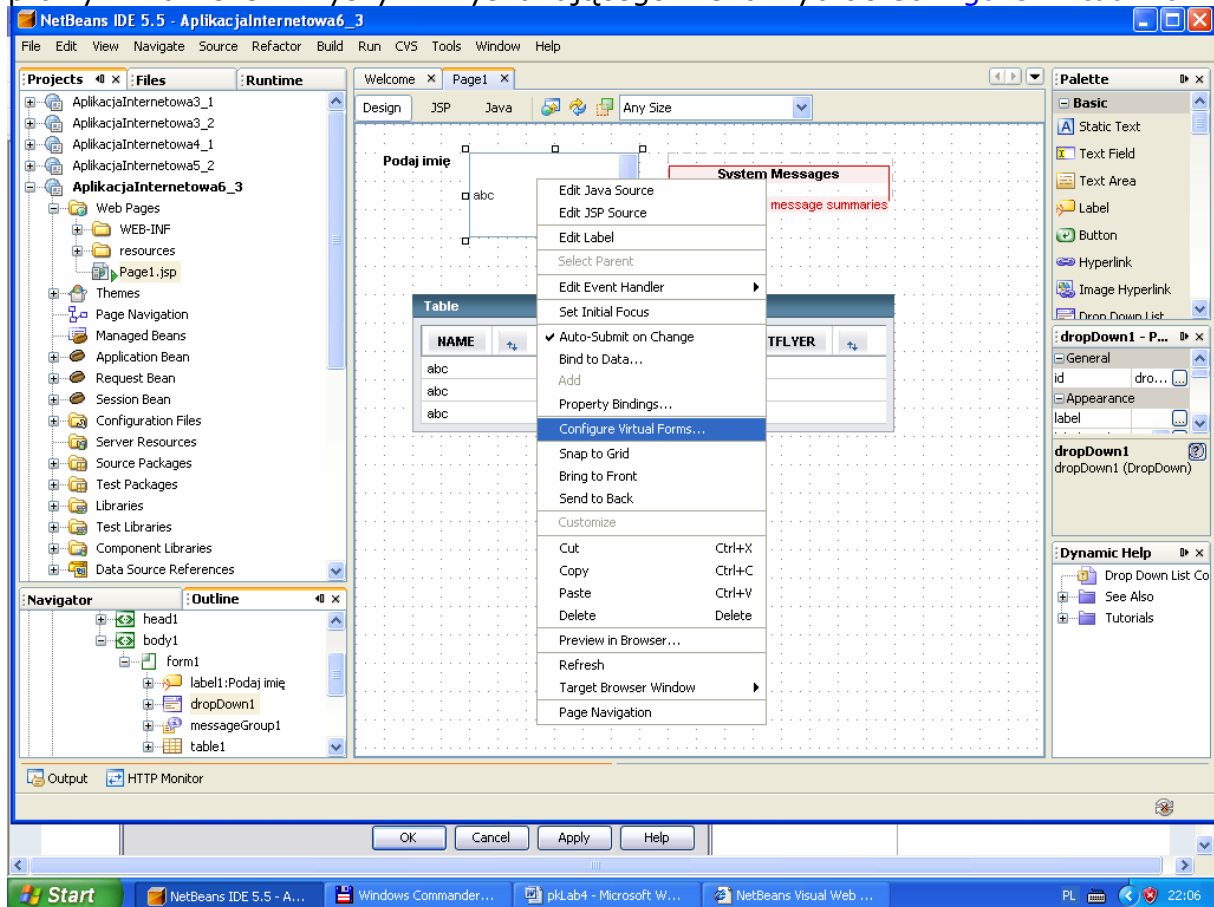 NetBeans IDE 5.5 - AplikacjaInternetowa6_3
File Edit View Navigate Source Refactor Build Run CVS Tools Window Help
Projects Files Runtime
AplikacjaInternetowa3_1
AplikacjaInternetowa3_2
AplikacjaInternetowa4_1
AplikacjaInternetowa5_2
AplikacjaInternetowa6_3
Web Pages
WEB-INF
resources
Page1.jsp
Themes
Page Navigation
Managed Beans
Application Bean
Request Bean
Session Bean
Configuration Files
Server Resources
Source Packages
Test Packages
Libraries
Test Libraries
Component Libraries
Data Source References
Navigator Outline
head1
body1
form1
label1:Podaj imię
dropDown1
messageGroup1
table1
Welcome Page1
Design JSP Java Any Size
Podaj imię
abc
System Messages
message summaries
Table
NAME TFLYER
abc
abc
abc
Edit Java Source
Edit JSP Source
Edit Label
Select Parent
Edit Event Handler
Set Initial Focus
Auto-Submit on Change
Bind to Data...
Add
Property Bindings...
Configure Virtual Forms...
Snap to Grid
Bring to Front
Send to Back
Customize
Cut Ctrl+X
Copy Ctrl+C
Paste Ctrl+V
Delete Delete
Preview in Browser...
Refresh
Target Browser Window
Page Navigation
Palette
Basic
Static Text
Text Field
Text Area
Label
Button
Hyperlink
Image Hyperlink
Drop Down List
dropDown1 - P...
General
id dro... ...
Appearance
label ...
dropDown1
dropDown1 (DropDown)
Dynamic Help
Drop Down List Co
See Also
Tutorials
Output HTTP Monitor
OK Cancel Apply Help
Start NetBeans IDE 5.5 - A... Windows Commander... pkLab4 - Microsoft W... NetBeans Visual Web ... PL 22:06